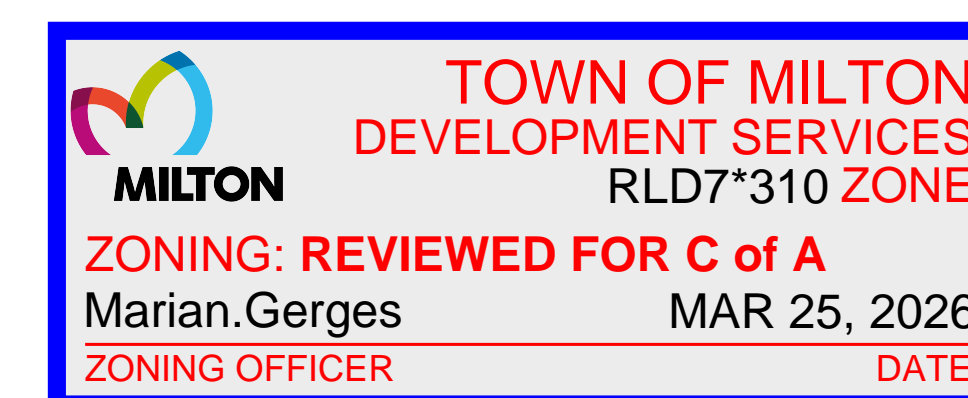 TOWN OF MILTON
DEVELOPMENT SERVICES
MILTON
RLD7*310 ZONE
ZONING: REVIEWED FOR C of A
Marian.Gerges MAR 25, 2026
ZONING OFFICER DATE